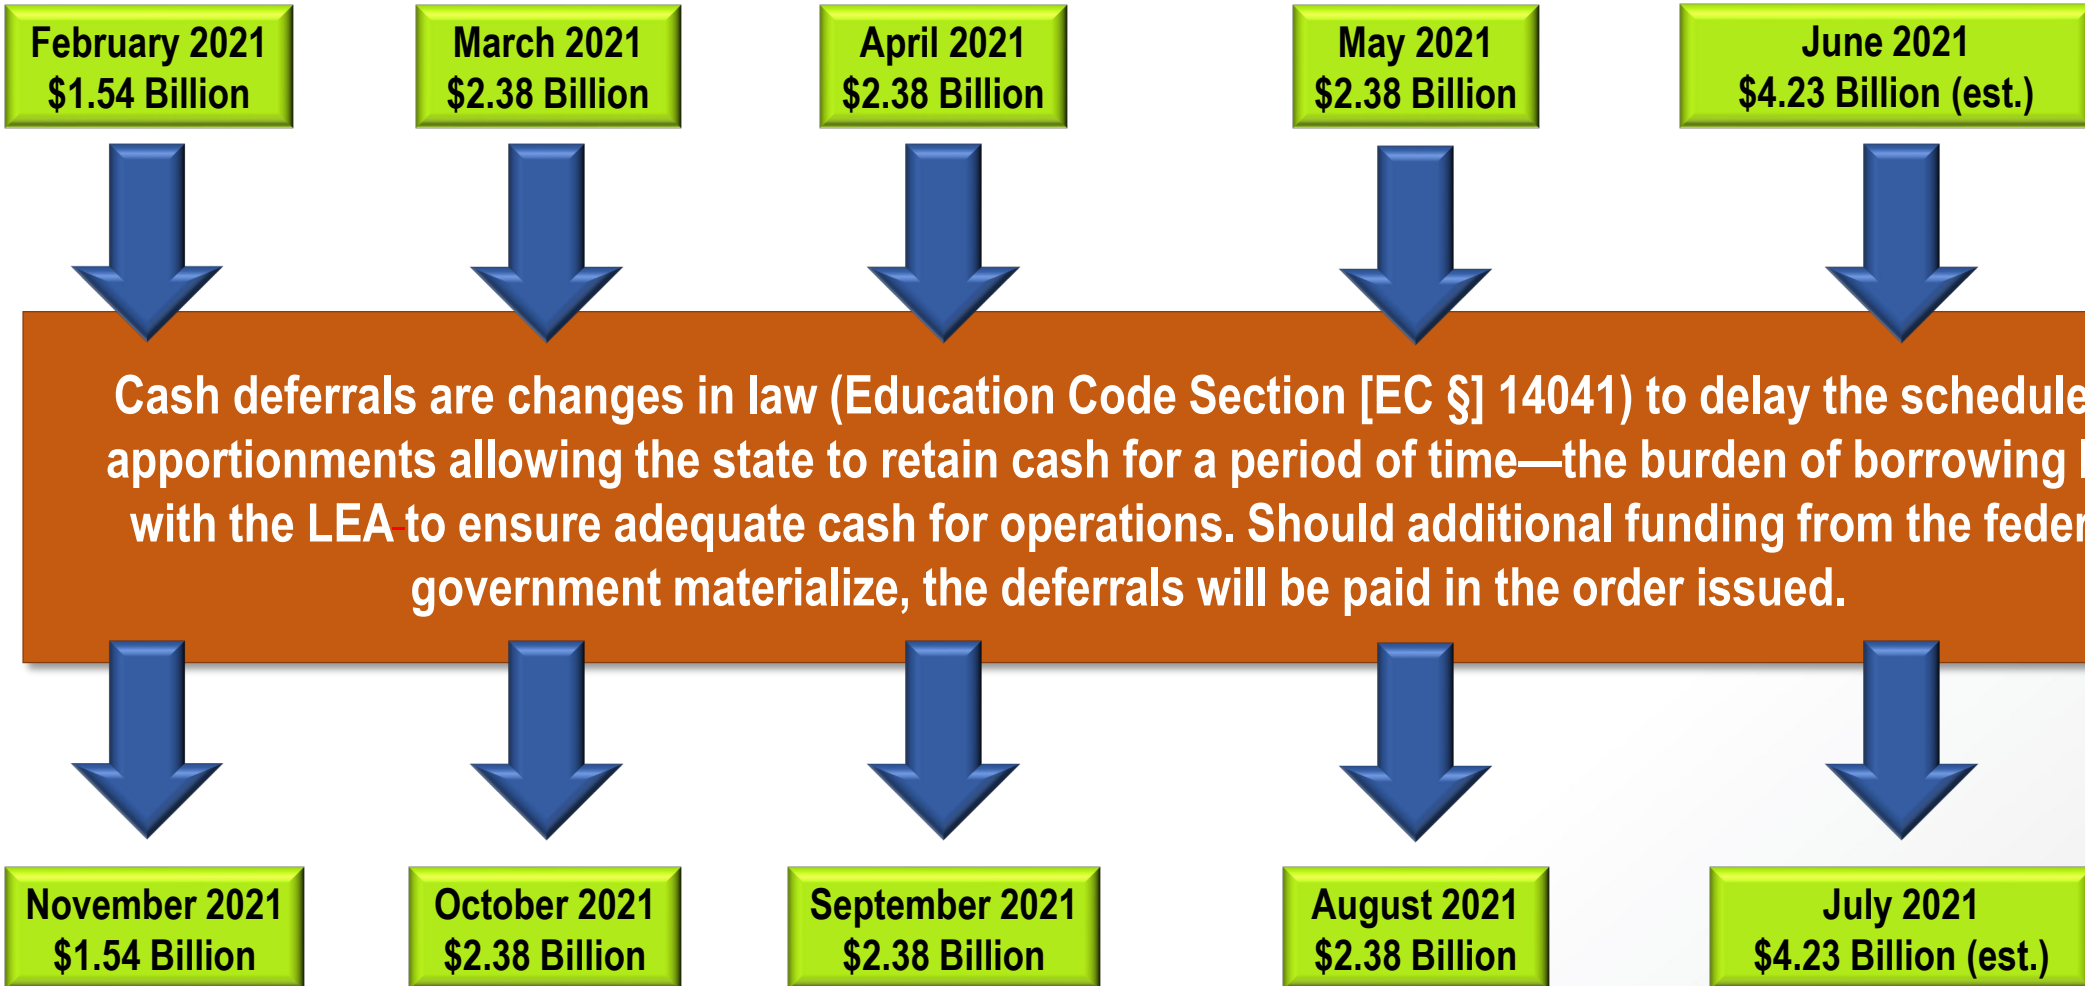 February 2021
$1.54 Billion
March 2021
$2.38 Billion
April 2021
$2.38 Billion
May 2021
$2.38 Billion
June 2021
$4.23 Billion (est.)
Cash deferrals are changes in law (Education Code Section [EC §] 14041) to delay the schedule
apportionments allowing the state to retain cash for a period of time—the burden of borrowing
with the LEA to ensure adequate cash for operations. Should additional funding from the feder
government materialize, the deferrals will be paid in the order issued.
November 2021
$1.54 Billion
October 2021
$2.38 Billion
September 2021
$2.38 Billion
August 2021
$2.38 Billion
July 2021
$4.23 Billion (est.)